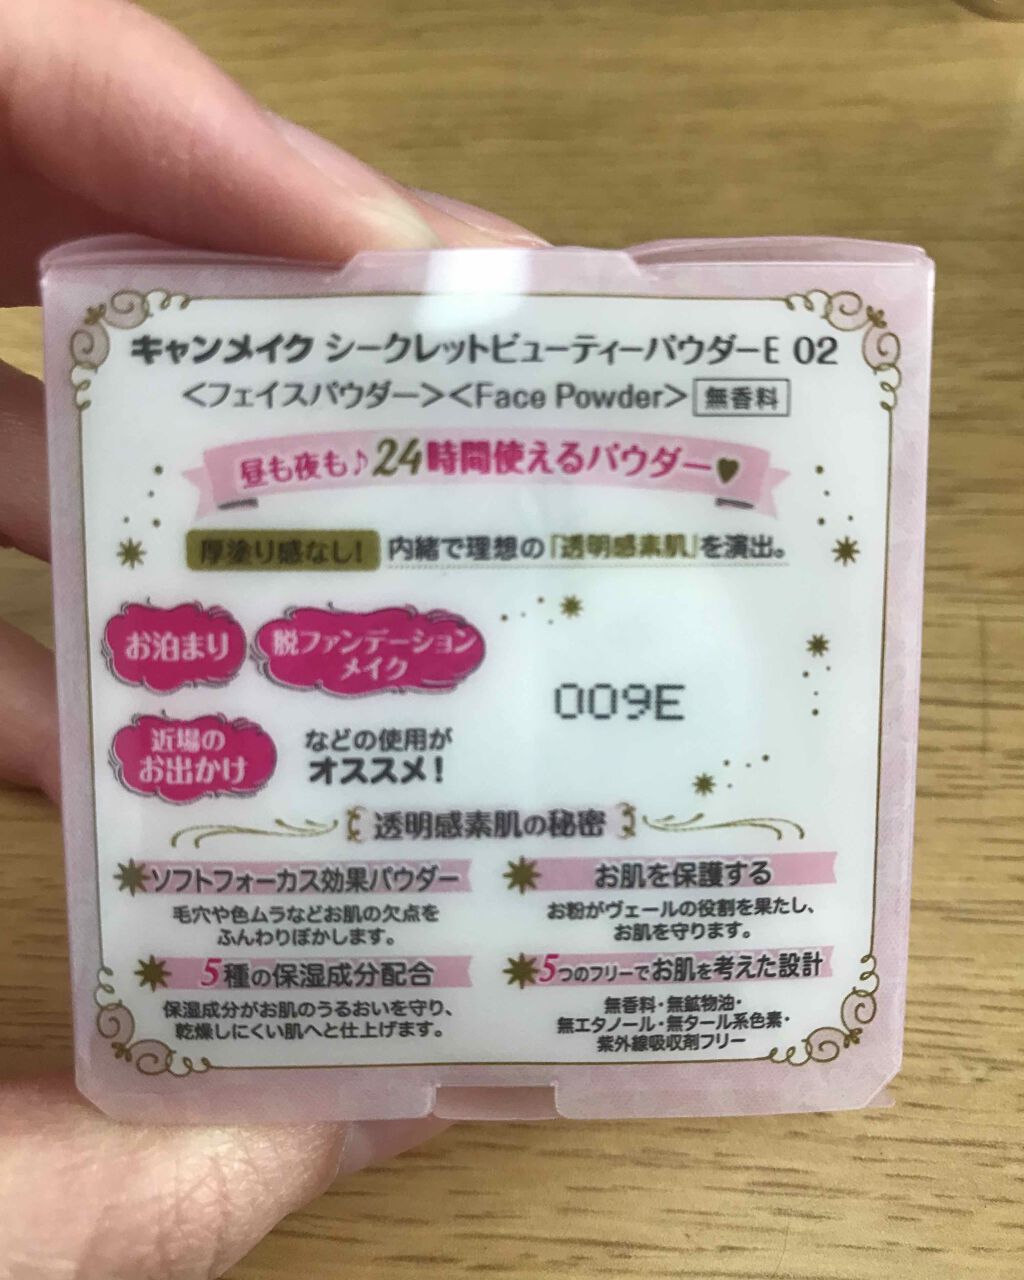 キャンメイク シークレットビューティーパウダーE 02
<フェイスパウダー><Face Powder> 無香料
昼も夜も♪24時間使えるパウダー♥
厚塗り感なし! 内緒で理想の「透明感素肌」を演出。
お泊まり
脱ファンデーション
メイク
近場の
お出かけ
などの使用が
オススメ!
009E
透明感素肌の秘密
ソフトフォーカス効果パウダー
毛穴や色ムラなどお肌の欠点を
ふんわりぼかします。
お肌を保護する
お粉がヴェールの役割を果たし、
お肌を守ります。
5種の保湿成分配合
保湿成分がお肌のうるおいを守り、
乾燥しにくい肌へと仕上げます。
5つのフリーでお肌を考えた設計
無香料・無鉱物油・
無エタノール・無タール系色素・
紫外線吸収剤フリー